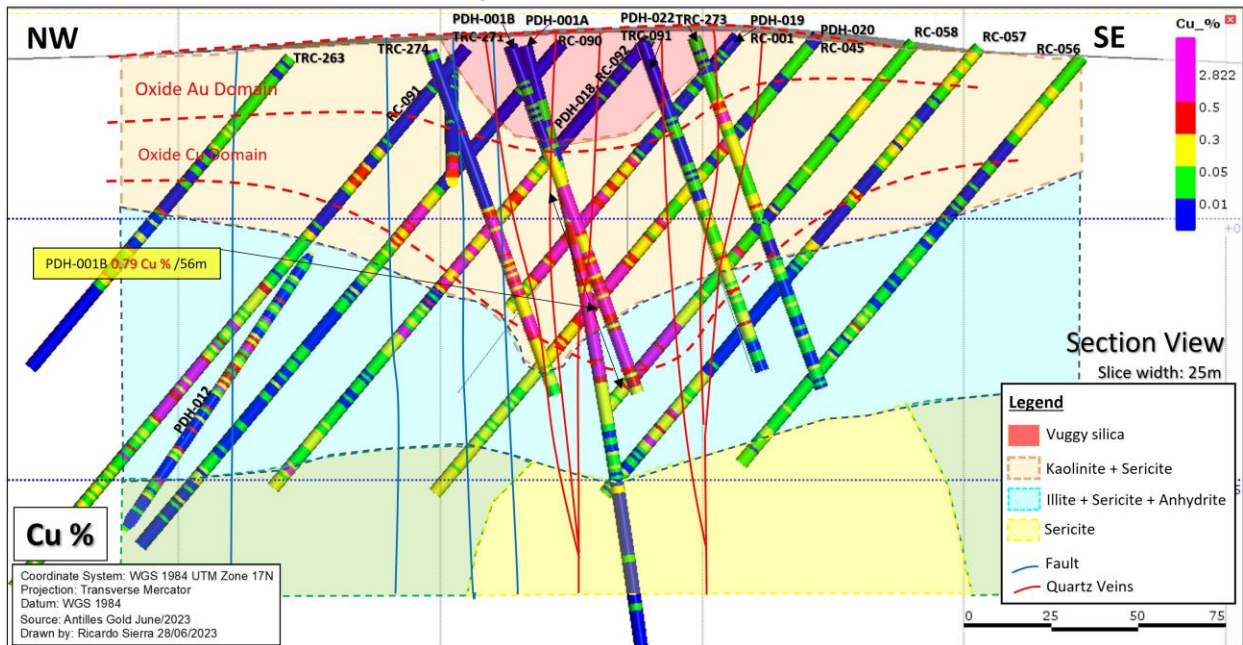 NW
SE
PDH-001B
PDH-001A
PDH-022
TRC-273
PDH-019
TRC-274
TRC-271
RC-090
TRC-091
RC-001
PDH-020
RC-045
RC-058
RC-057
RC-056
TRC-263
RC-091
PDH-018, RC-092
Oxide Au Domain
Oxide Cu Domain
Cu_%
2.822
0.5
0.3
0.05
0.01
+0
PDH-001B 0.79 Cu % /56m
PDH-012
Section View
Slice width: 25m
Legend
Vuggy silica
Kaolinite + Sericite
Illite + Sericite + Anhydrite
Sericite
Fault
Quartz Veins
0
25
50
75
Cu %
Coordinate System: WGS 1984 UTM Zone 17N
Projection: Transverse Mercator
Datum: WGS 1984
Source: Antilles Gold June/2023
Drawn by: Ricardo Sierra 28/06/2023